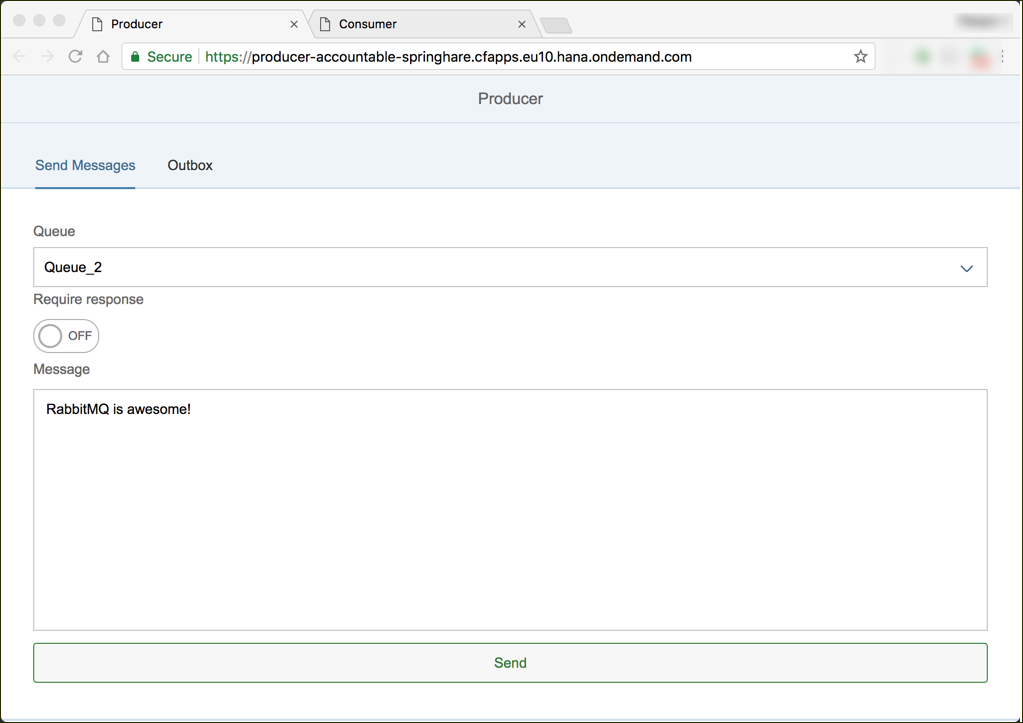 Producer
Consumer
Secure https://producer-accountable-springhare.cfapps.eu10.hana.ondemand.com
Producer
Send Messages
Outbox
Queue
Queue_2
Require response
OFF
Message
RabbitMQ is awesome!
Send